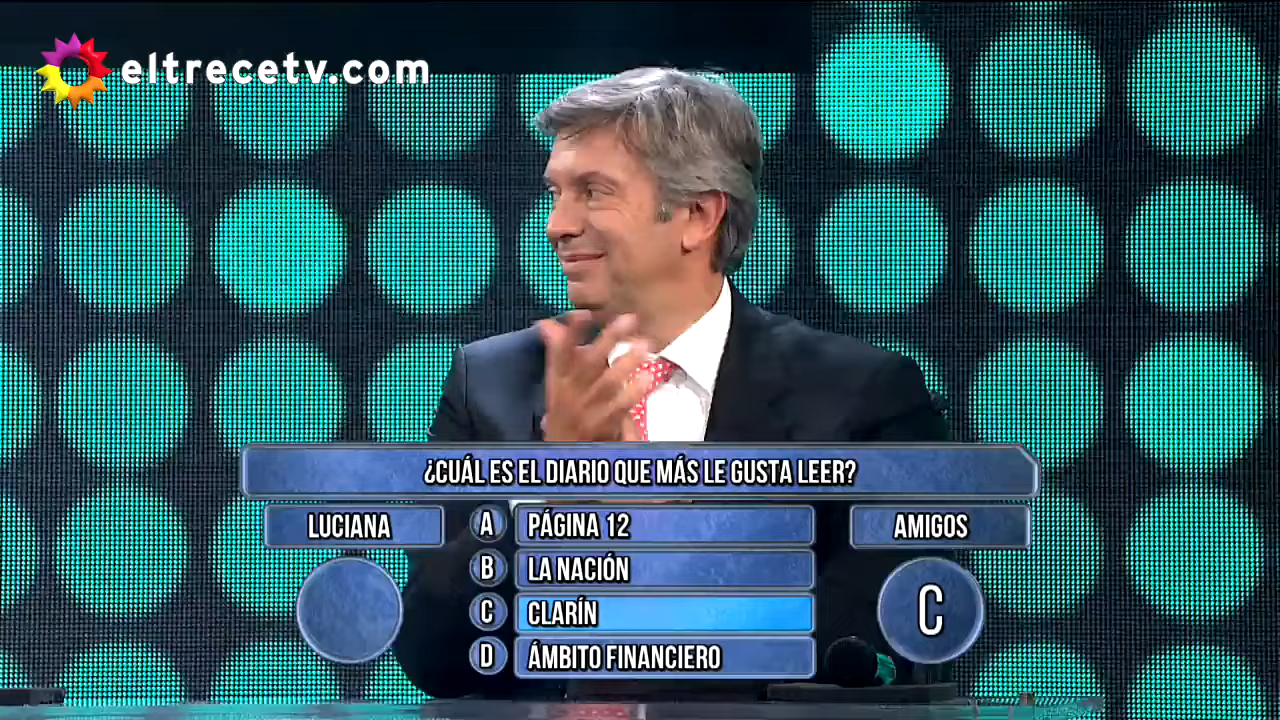 eltrecetv.com
¿CUÁL ES EL DIARIO QUE MÁS LE GUSTA LEER?
LUCIANA
A PÁGINA 12
B LA NACIÓN
C CLARÍN
D ÁMBITO FINANCIERO
AMIGOS
C